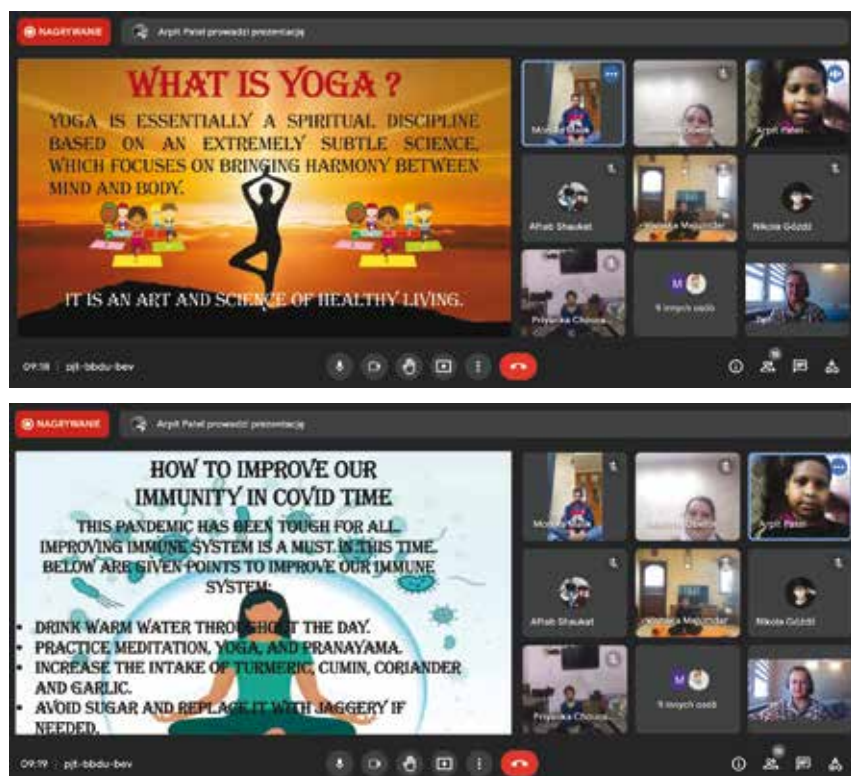 NAGRYWANIE
Arpit Patel prowadzi prezentację
WHAT IS YOGA ?
YOGA IS ESSENTIALLY A SPIRITUAL DISCIPLINE
BASED ON AN EXTREMELY SUBTLE SCIENCE,
WHICH FOCUSES ON BRINGING HARMONY BETWEEN
MIND AND BODY.
IT IS AN ART AND SCIENCE OF HEALTHY LIVING.
Arpit Patel
Aftab Shaukat
Majumdar
Nikola Góźdź
Priyanka
M
9 innych osób
09:18 | pjt-bbdu-bev
NAGRYWANIE
Arpit Patel prowadzi prezentację
HOW TO IMPROVE OUR
IMMUNITY IN COVID TIME
THIS PANDEMIC HAS BEEN TOUGH FOR ALL.
IMPROVING IMMUNE SYSTEM IS A MUST IN THIS TIME.
BELOW ARE GIVEN POINTS TO IMPROVE OUR IMMUNE
SYSTEM:
• DRINK WARM WATER THROUGHOUT THE DAY.
• PRACTICE MEDITATION, YOGA, AND PRANAYAMA.
• INCREASE THE INTAKE OF TURMERIC, CUMIN, CORIANDER
AND GARLIC.
• AVOID SUGAR AND REPLACE IT WITH JAGGERY IF
NEEDED.
Arpit Patel
Aftab Shaukat
Majumdar
Nikola Góźdź
Priyanka
M
9 innych osób
09:19 | pjt-bbdu-bev